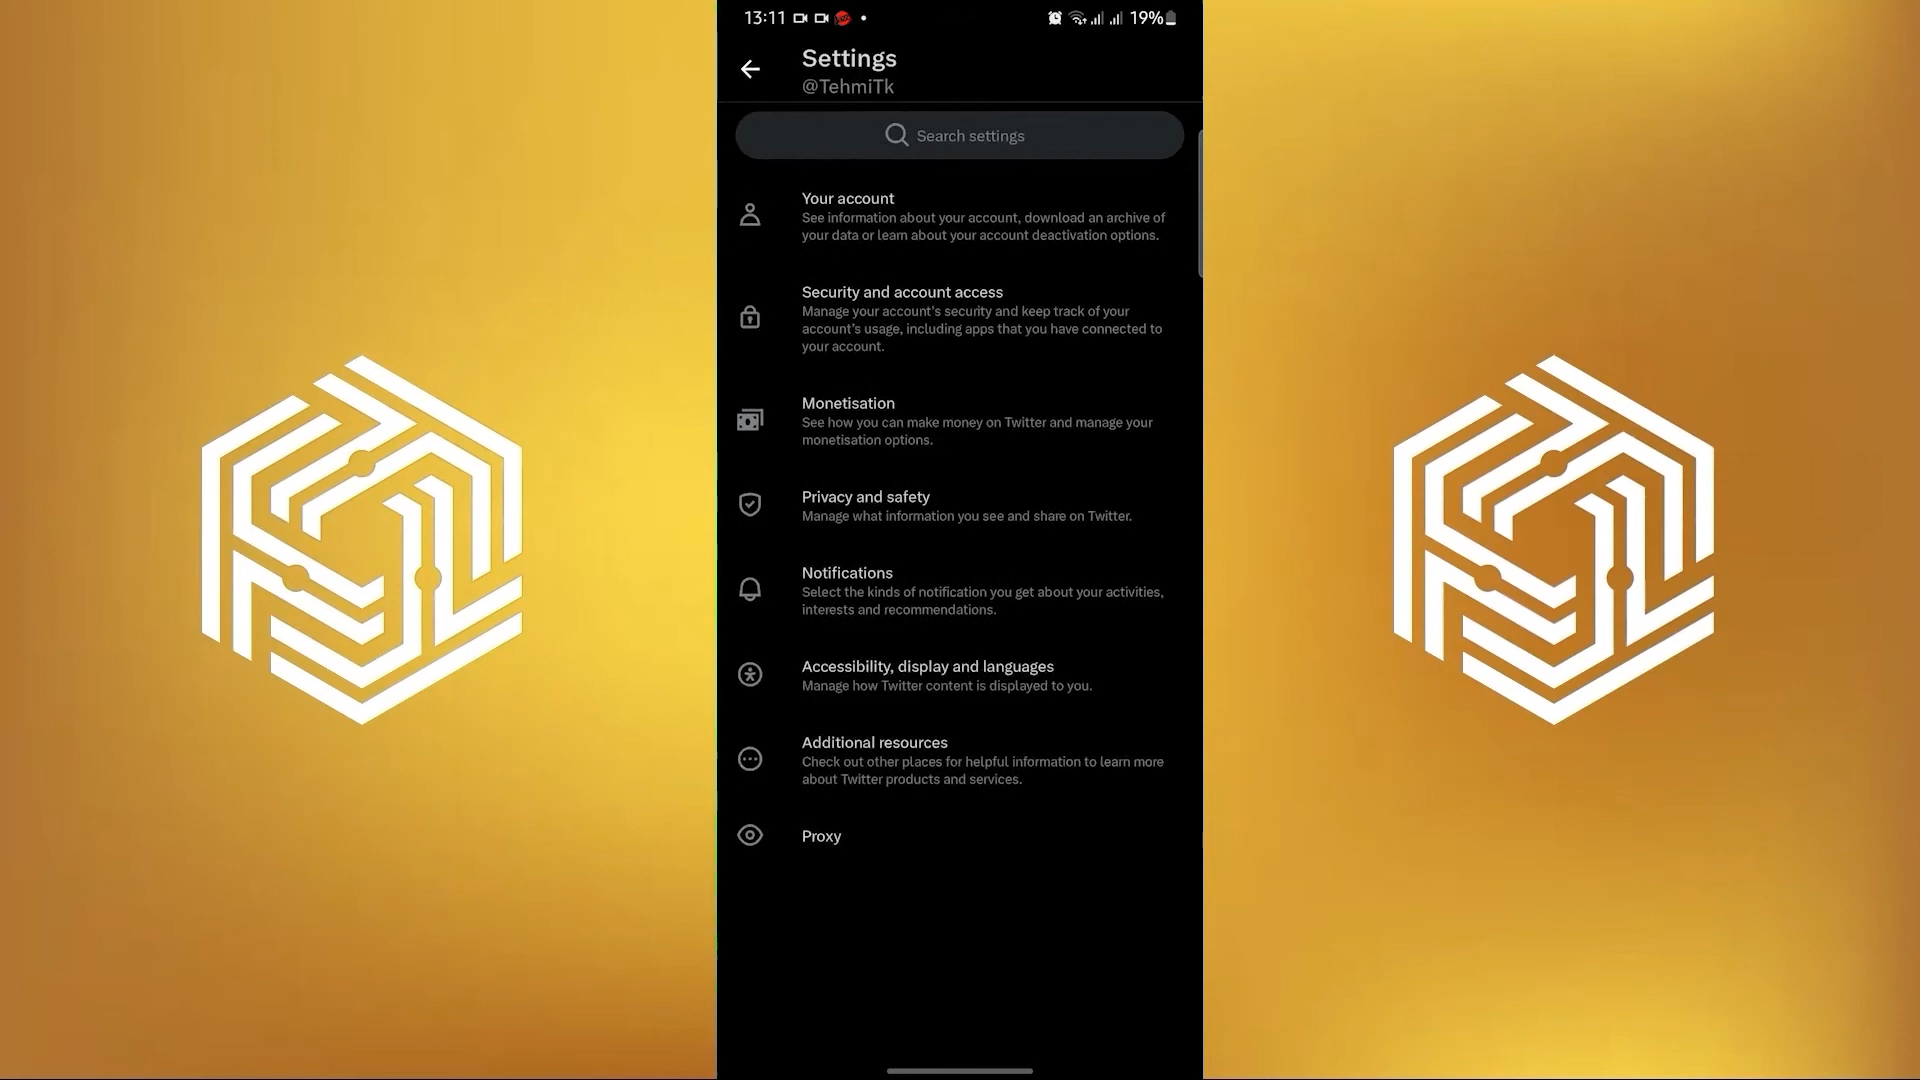 13:11
19%
Settings
@TehmiTk
Search settings
Your account
See information about your account, download an archive of
your data or learn about your account deactivation options.
Security and account access
Manage your account's security and keep track of your
account's usage, including apps that you have connected to
your account.
Monetisation
See how you can make money on Twitter and manage your
monetisation options.
Privacy and safety
Manage what information you see and share on Twitter.
Notifications
Select the kinds of notification you get about your activities,
interests and recommendations.
Accessibility, display and languages
Manage how Twitter content is displayed to you.
Additional resources
Check out other places for helpful information to learn more
about Twitter products and services.
Proxy